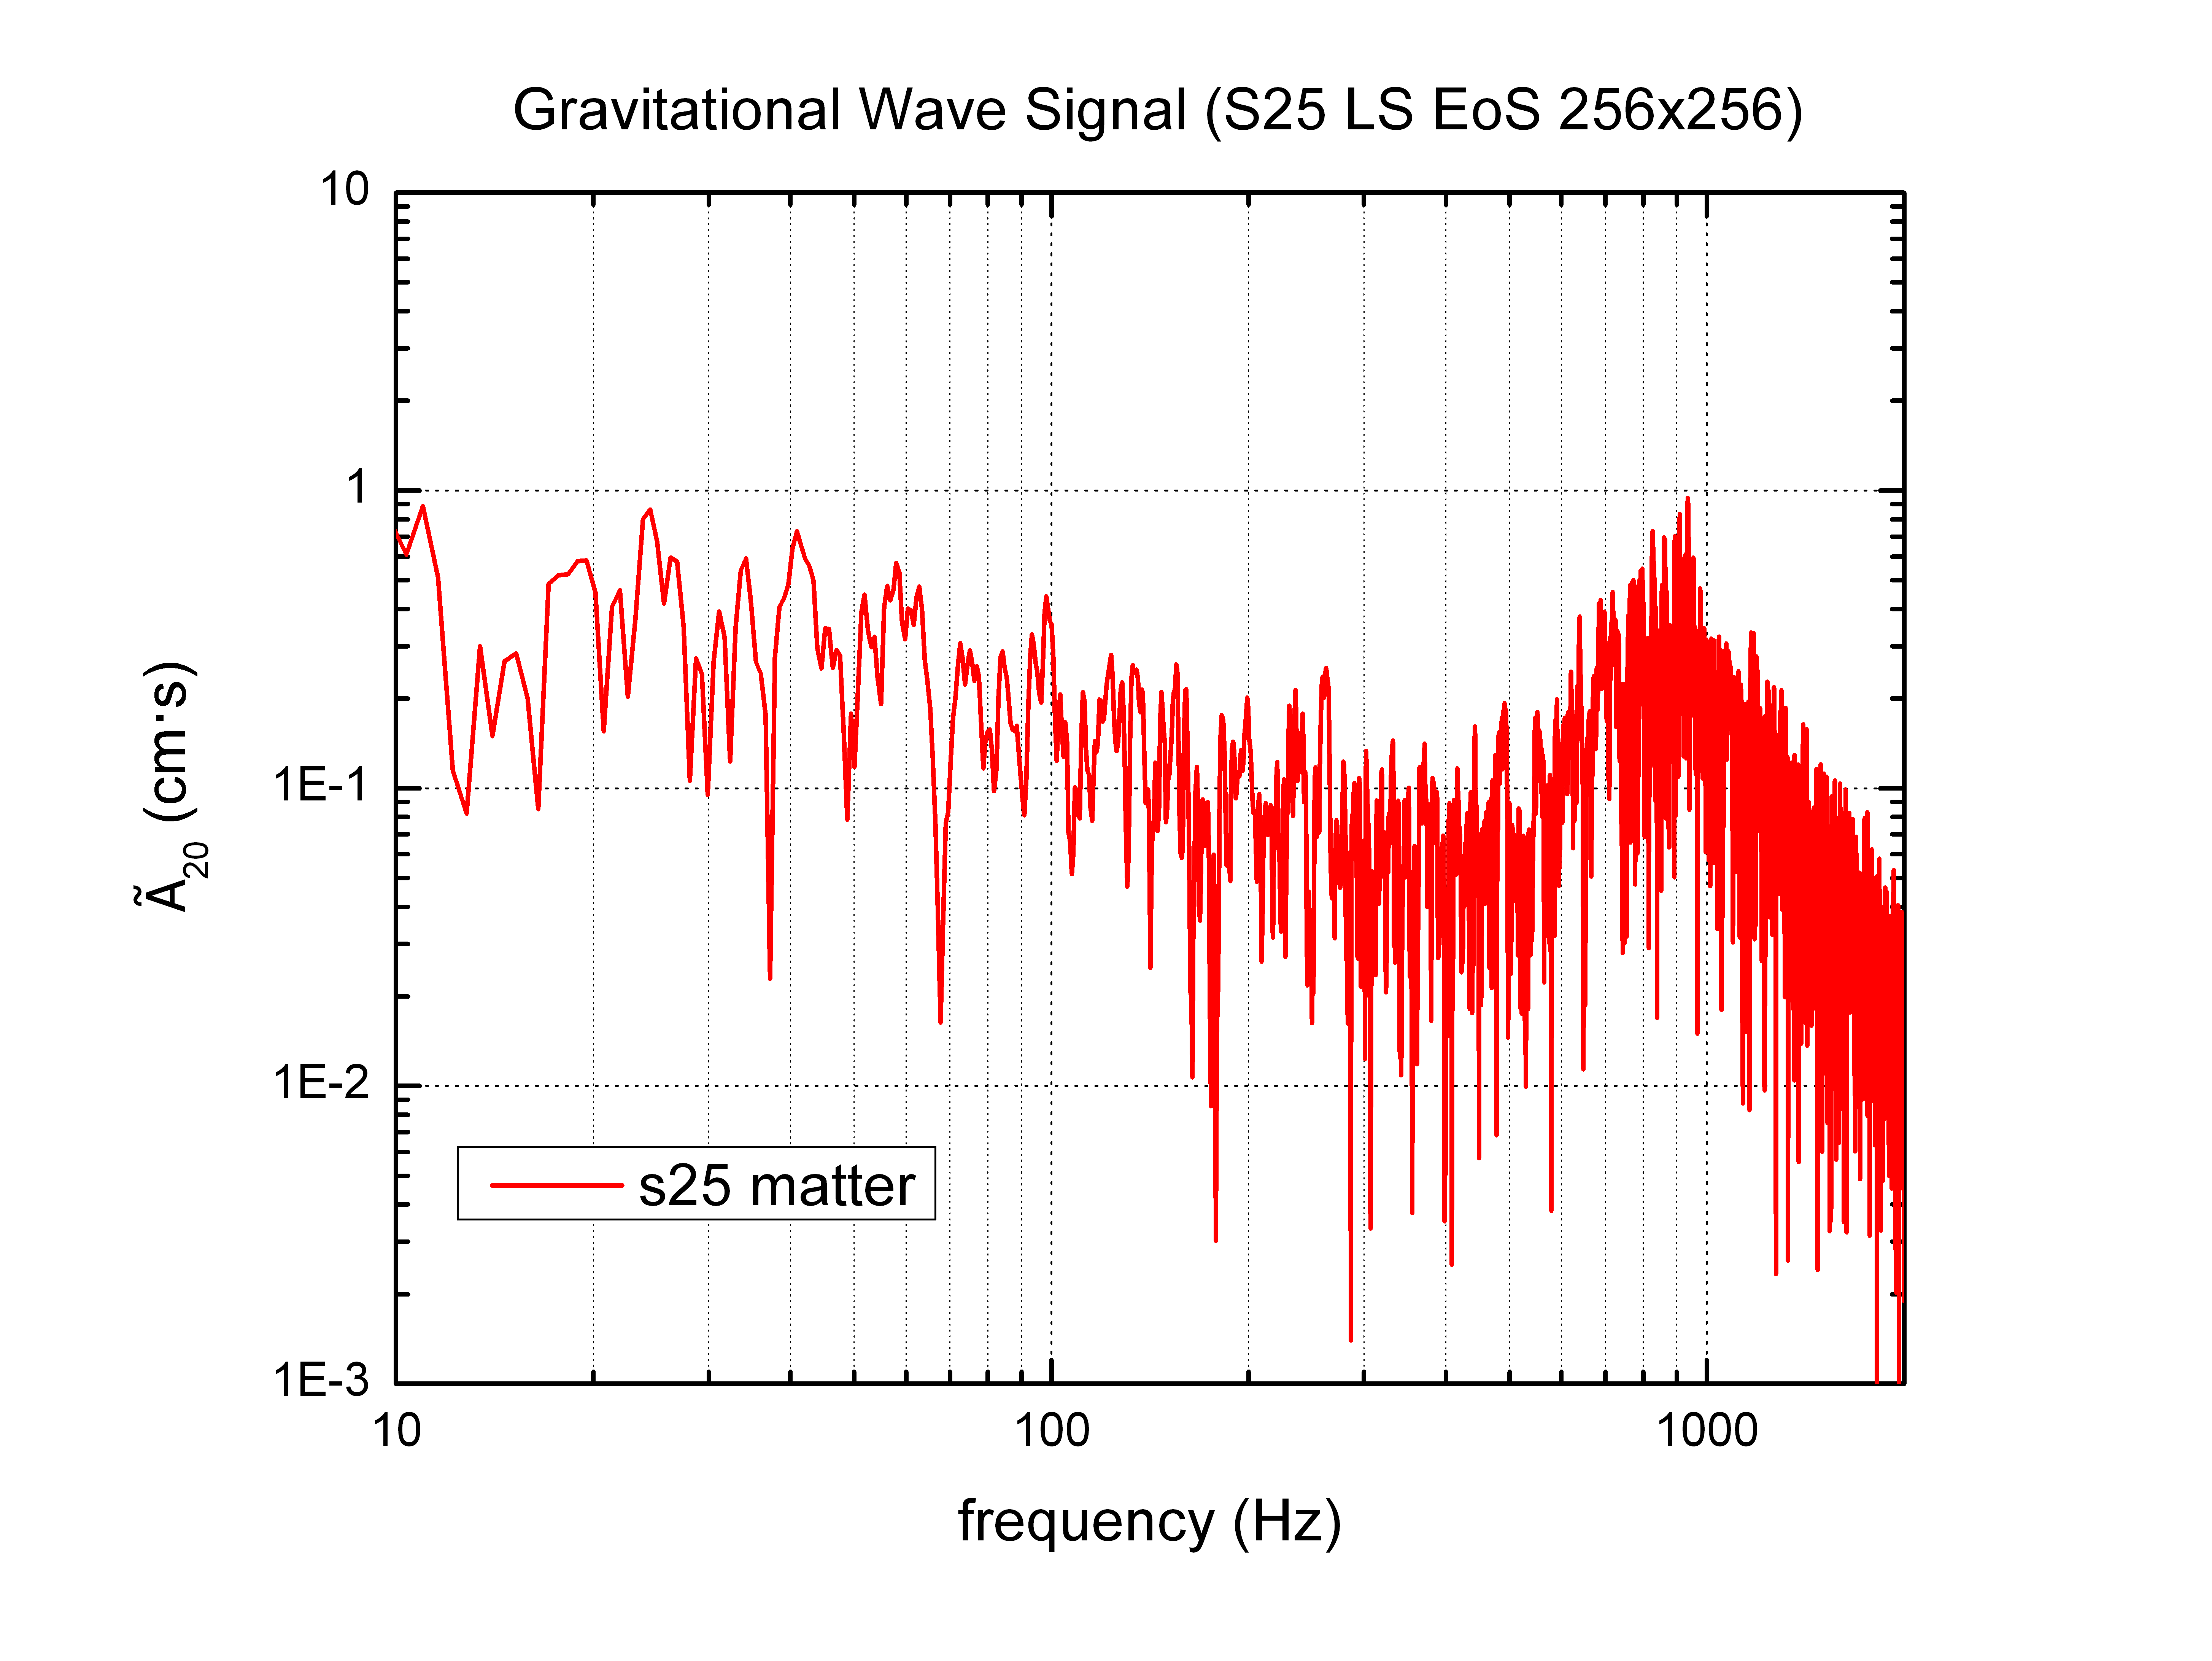 Gravitational Wave Signal (S25 LS EoS 256x256)
10
1
1E-1
1E-2
1E-3
Ã20 (cm·s)
s25 matter
10 100 1000
frequency (Hz)